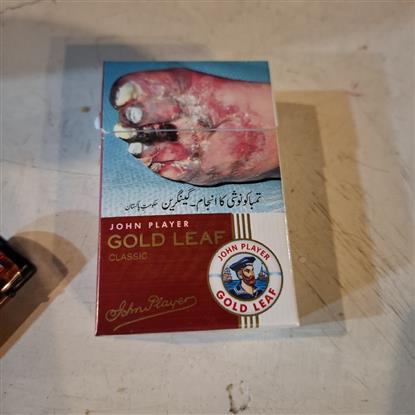 تمباکو نوشی کا انجام۔ گینگرین حکومتِ پاکستان
JOHN PLAYER
GOLD LEAF
CLASSIC
John Player
JOHN PLAYER
GOLD LEAF